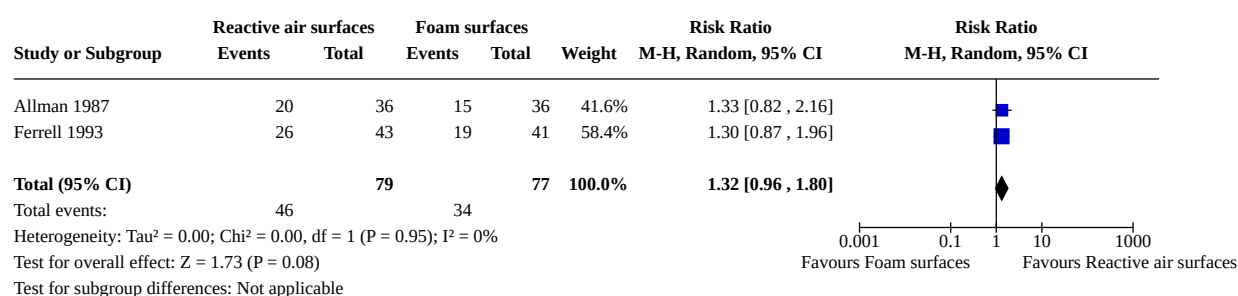 Reactive air surfaces Foam surfaces Risk Ratio Risk Ratio
Study or Subgroup Events Total Events Total Weight M-H, Random, 95% CI M-H, Random, 95% CI
Allman 1987 20 36 15 36 41.6% 1.33 [0.82 , 2.16]
Ferrell 1993 26 43 19 41 58.4% 1.30 [0.87 , 1.96]
Total (95% CI) 79 77 100.0% 1.32 [0.96 , 1.80]
Total events: 46 34
Heterogeneity: Tau² = 0.00; Chi² = 0.00, df = 1 (P = 0.95); I² = 0%
0.001 0.1 1 10 1000
Test for overall effect: Z = 1.73 (P = 0.08) Favours Foam surfaces Favours Reactive air surfaces
Test for subgroup differences: Not applicable